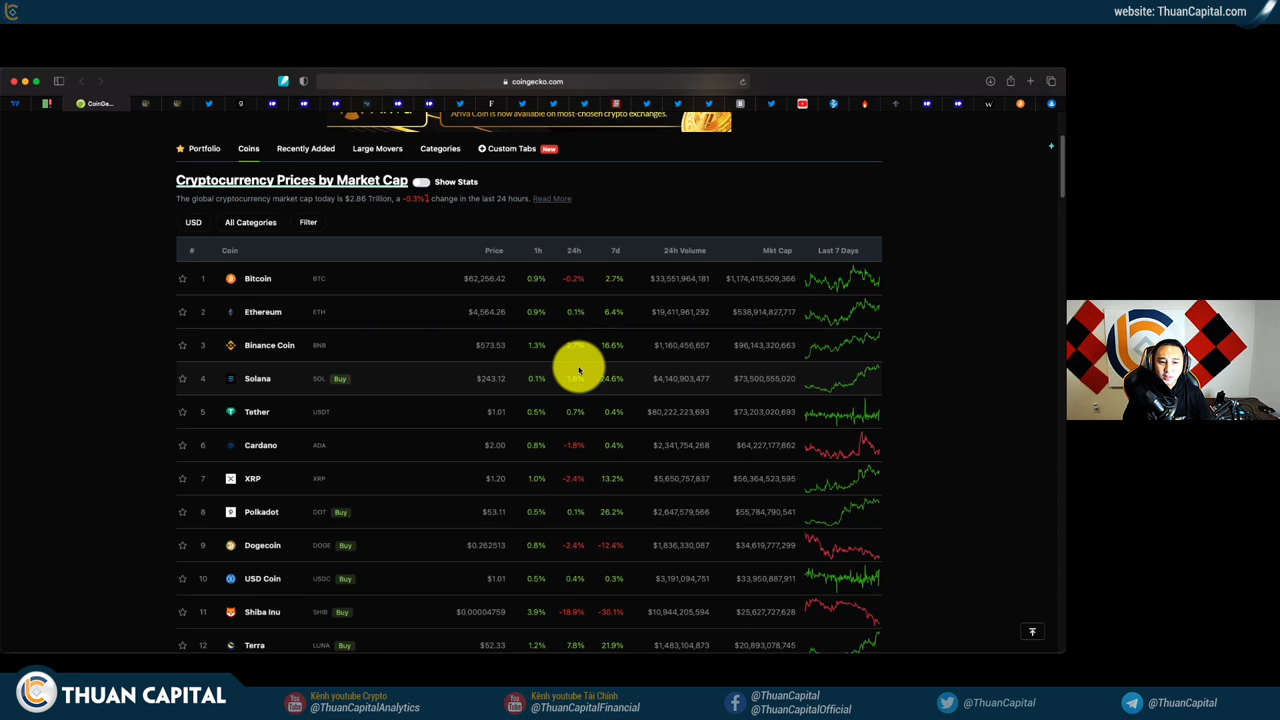 website: ThuanCapital.com
coingecko.com
CoinGe...
Ariva Coin is now available on most-chosen crypto exchanges.
Portfolio Coins Recently Added Large Movers Categories Custom Tabs New
Cryptocurrency Prices by Market Cap Show Stats
The global cryptocurrency market cap today is $2.86 Trillion, a -0.3% change in the last 24 hours. Read More
USD All Categories Filter
# Coin Price 1h 24h 7d 24h Volume Mkt Cap Last 7 Days
1 Bitcoin BTC $62,256.42 0.9% -0.2% 2.7% $33,551,964,181 $1,174,415,509,366
2 Ethereum ETH $4,564.26 0.9% 0.1% 6.4% $19,411,961,292 $538,914,827,717
3 Binance Coin BNB $573.53 1.3% 16.6% $1,160,456,657 $96,143,320,663
4 Solana SOL Buy $243.12 0.1% 1.8% 24.6% $4,140,903,477 $73,500,555,020
5 Tether USDT $1.01 0.5% 0.7% 0.4% $80,222,223,693 $73,203,020,693
6 Cardano ADA $2.00 0.8% -1.8% 0.4% $2,341,754,268 $64,227,177,862
7 XRP XRP $1.20 1.0% -2.4% 13.2% $5,650,757,837 $56,364,523,595
8 Polkadot DOT Buy $53.11 0.5% 0.1% 26.2% $2,647,579,566 $55,784,790,541
9 Dogecoin DOGE Buy $0.262513 0.8% -2.4% -12.4% $1,836,330,087 $34,619,777,299
10 USD Coin USDC Buy $1.01 0.5% 0.4% 0.3% $3,191,094,751 $33,950,887,911
11 Shiba Inu SHIB Buy $0.00004759 3.9% -18.9% -30.1% $10,944,205,594 $25,627,727,628
12 Terra LUNA Buy $52.33 1.2% 7.8% 21.9% $1,483,104,873 $20,893,078,745
THUAN CAPITAL
Kênh youtube Crypto
@ThuanCapitalAnalytics
Kênh youtube Tài Chính
@ThuanCapitalFinancial
@ThuanCapital
@ThuanCapitalOfficial
@ThuanCapital
@ThuanCapital